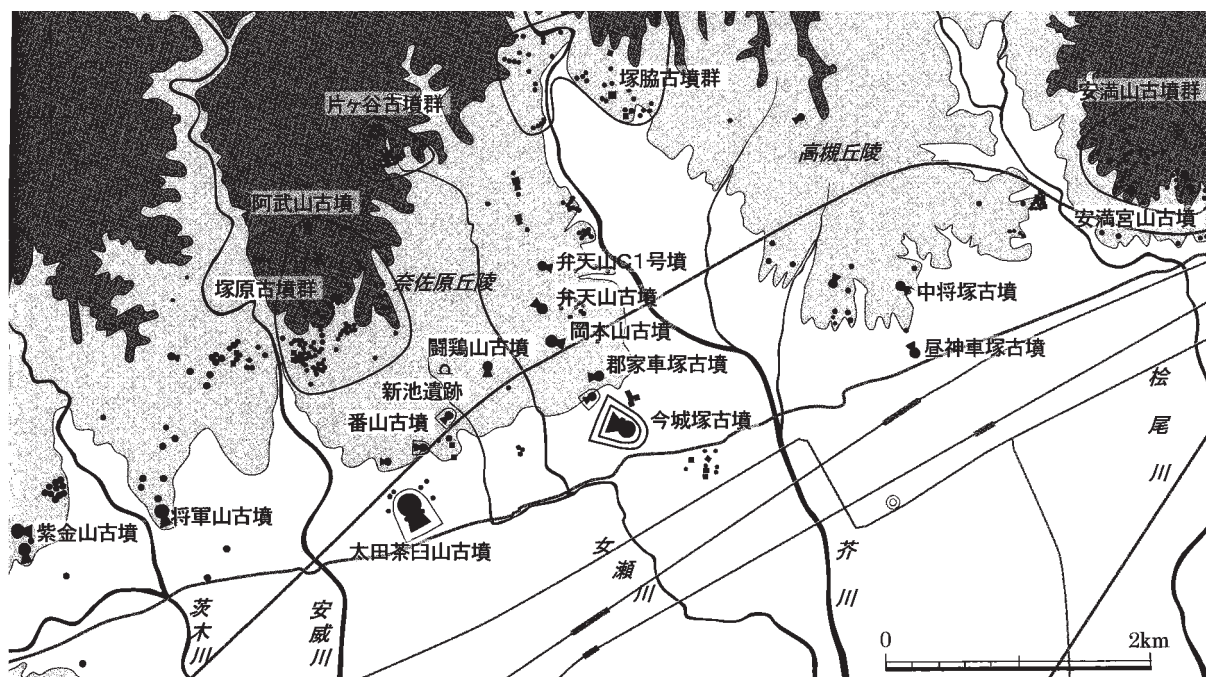 塚脇古墳群
安満山古墳群
片ヶ谷古墳群
高槻丘陵
阿武山古墳
安満宮山古墳
弁天山C1号墳
塚原古墳群
奈佐原丘陵
弁天山古墳
中将塚古墳
岡本山古墳
闘鶏山古墳
昼神車塚古墳
郡家車塚古墳
新池遺跡
番山古墳
今城塚古墳
桧尾川
将軍山古墳
紫金山古墳
太田茶臼山古墳
女瀬川
芥川
茨木川
安威川
0
2km